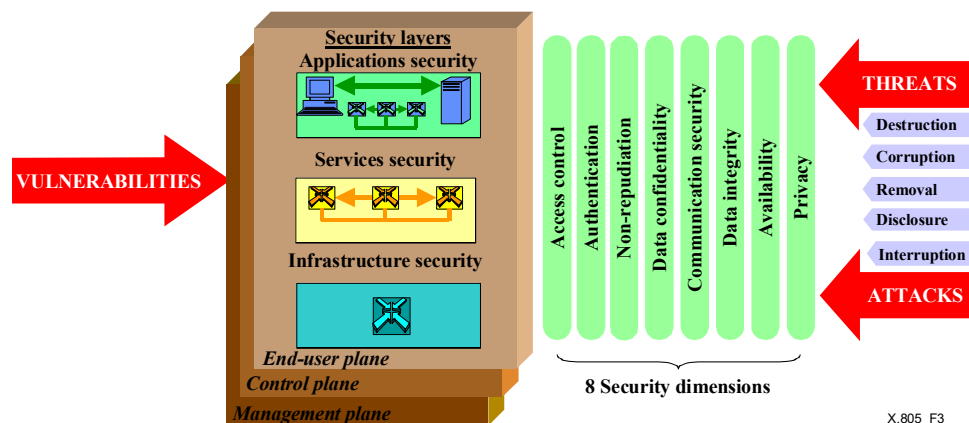 Security layers
Applications security
Services security
Infrastructure security
End-user plane
Control plane
Management plane
VULNERABILITIES
Access control
Authentication
Non-repudiation
Data confidentiality
Communication security
Data integrity
Availability
Privacy
8 Security dimensions
THREATS
Destruction
Corruption
Removal
Disclosure
Interruption
ATTACKS
X.805_F3